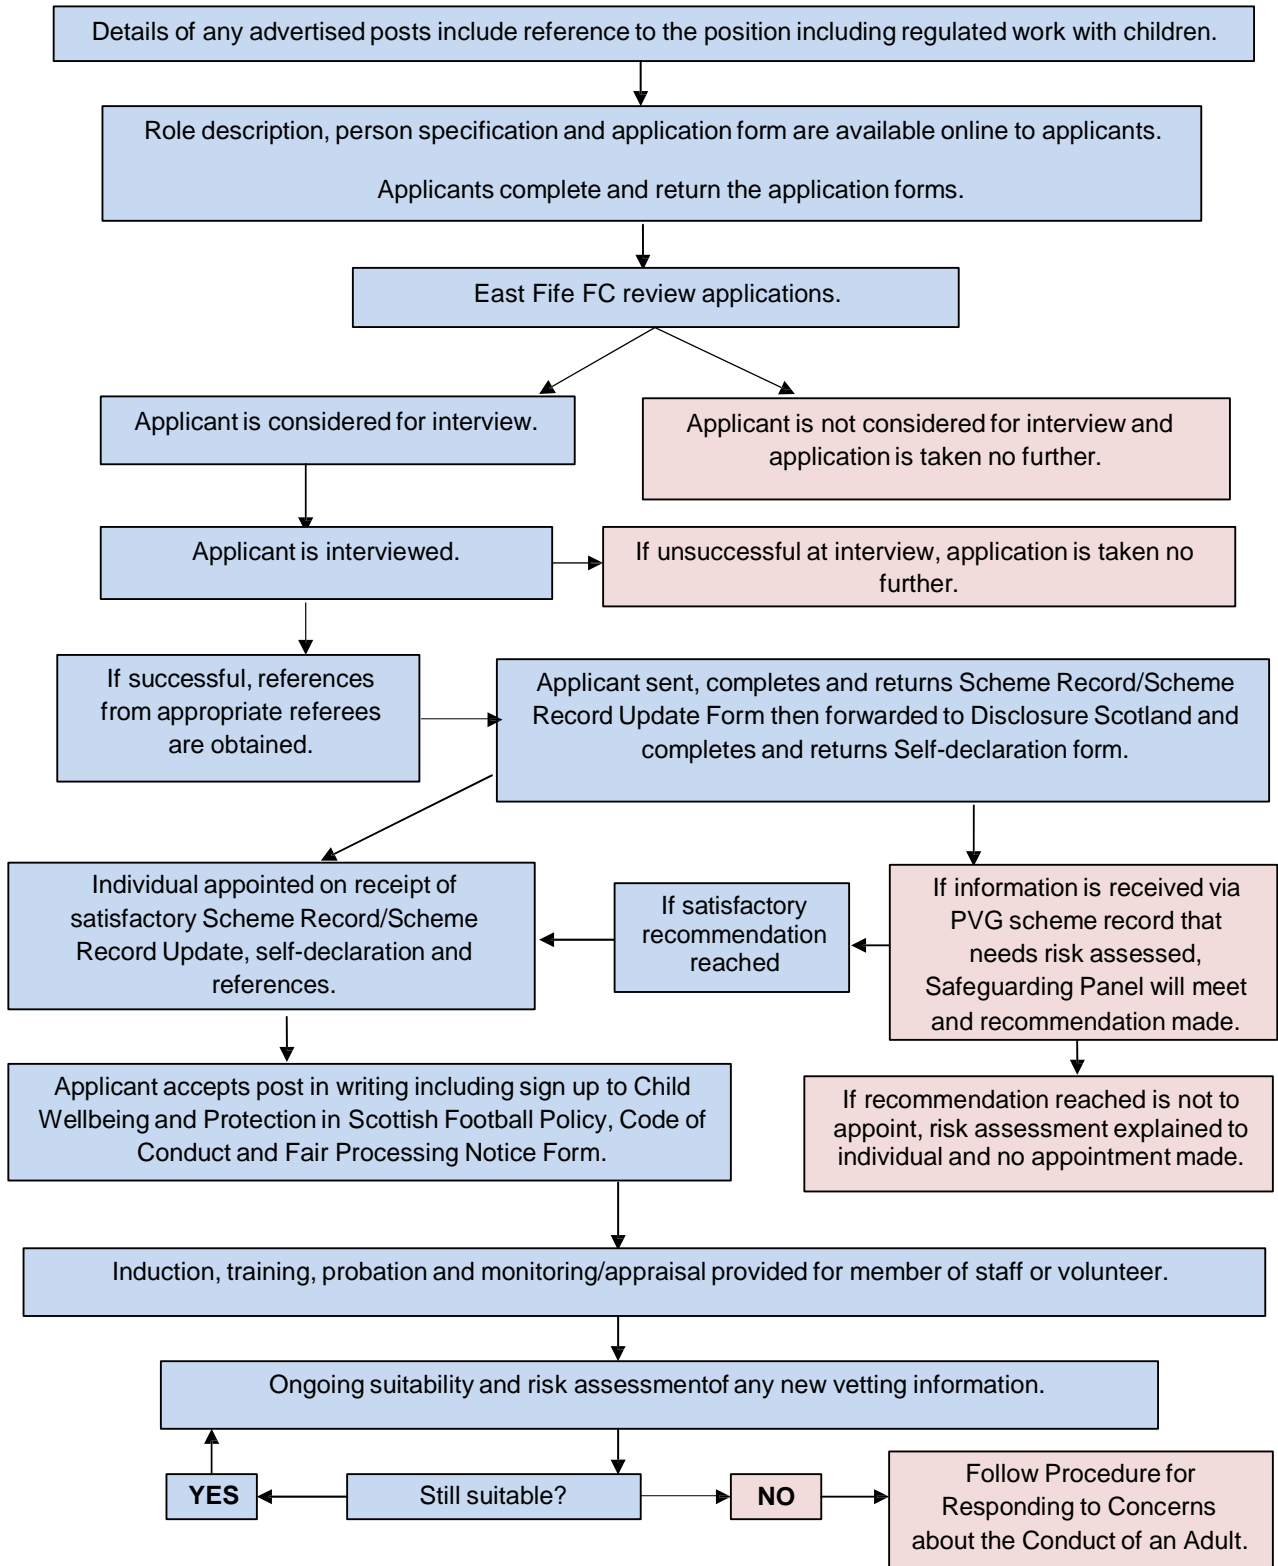 Details of any advertised posts include reference to the position including regulated work with children.
Role description, person specification and application form are available online to applicants.
Applicants complete and return the application forms.
East Fife FC review applications.
Applicant is considered for interview.
Applicant is not considered for interview and
application is taken no further.
Applicant is interviewed.
If unsuccessful at interview, application is taken no
further.
If successful, references
from appropriate referees
are obtained.
Applicant sent, completes and returns Scheme Record/Scheme
Record Update Form then forwarded to Disclosure Scotland and
completes and returns Self-declaration form.
Individual appointed on receipt of
satisfactory Scheme Record/Scheme
Record Update, self-declaration and
references.
If satisfactory
recommendation
reached
If information is received via
PVG scheme record that
needs risk assessed,
Safeguarding Panel will meet
and recommendation made.
Applicant accepts post in writing including sign up to Child
Wellbeing and Protection in Scottish Football Policy, Code of
Conduct and Fair Processing Notice Form.
If recommendation reached is not to
appoint, risk assessment explained to
individual and no appointment made.
Induction, training, probation and monitoring/appraisal provided for member of staff or volunteer.
Ongoing suitability and risk assessmentof any new vetting information.
YES
Still suitable?
NO
Follow Procedure for
Responding to Concerns
about the Conduct of an Adult.